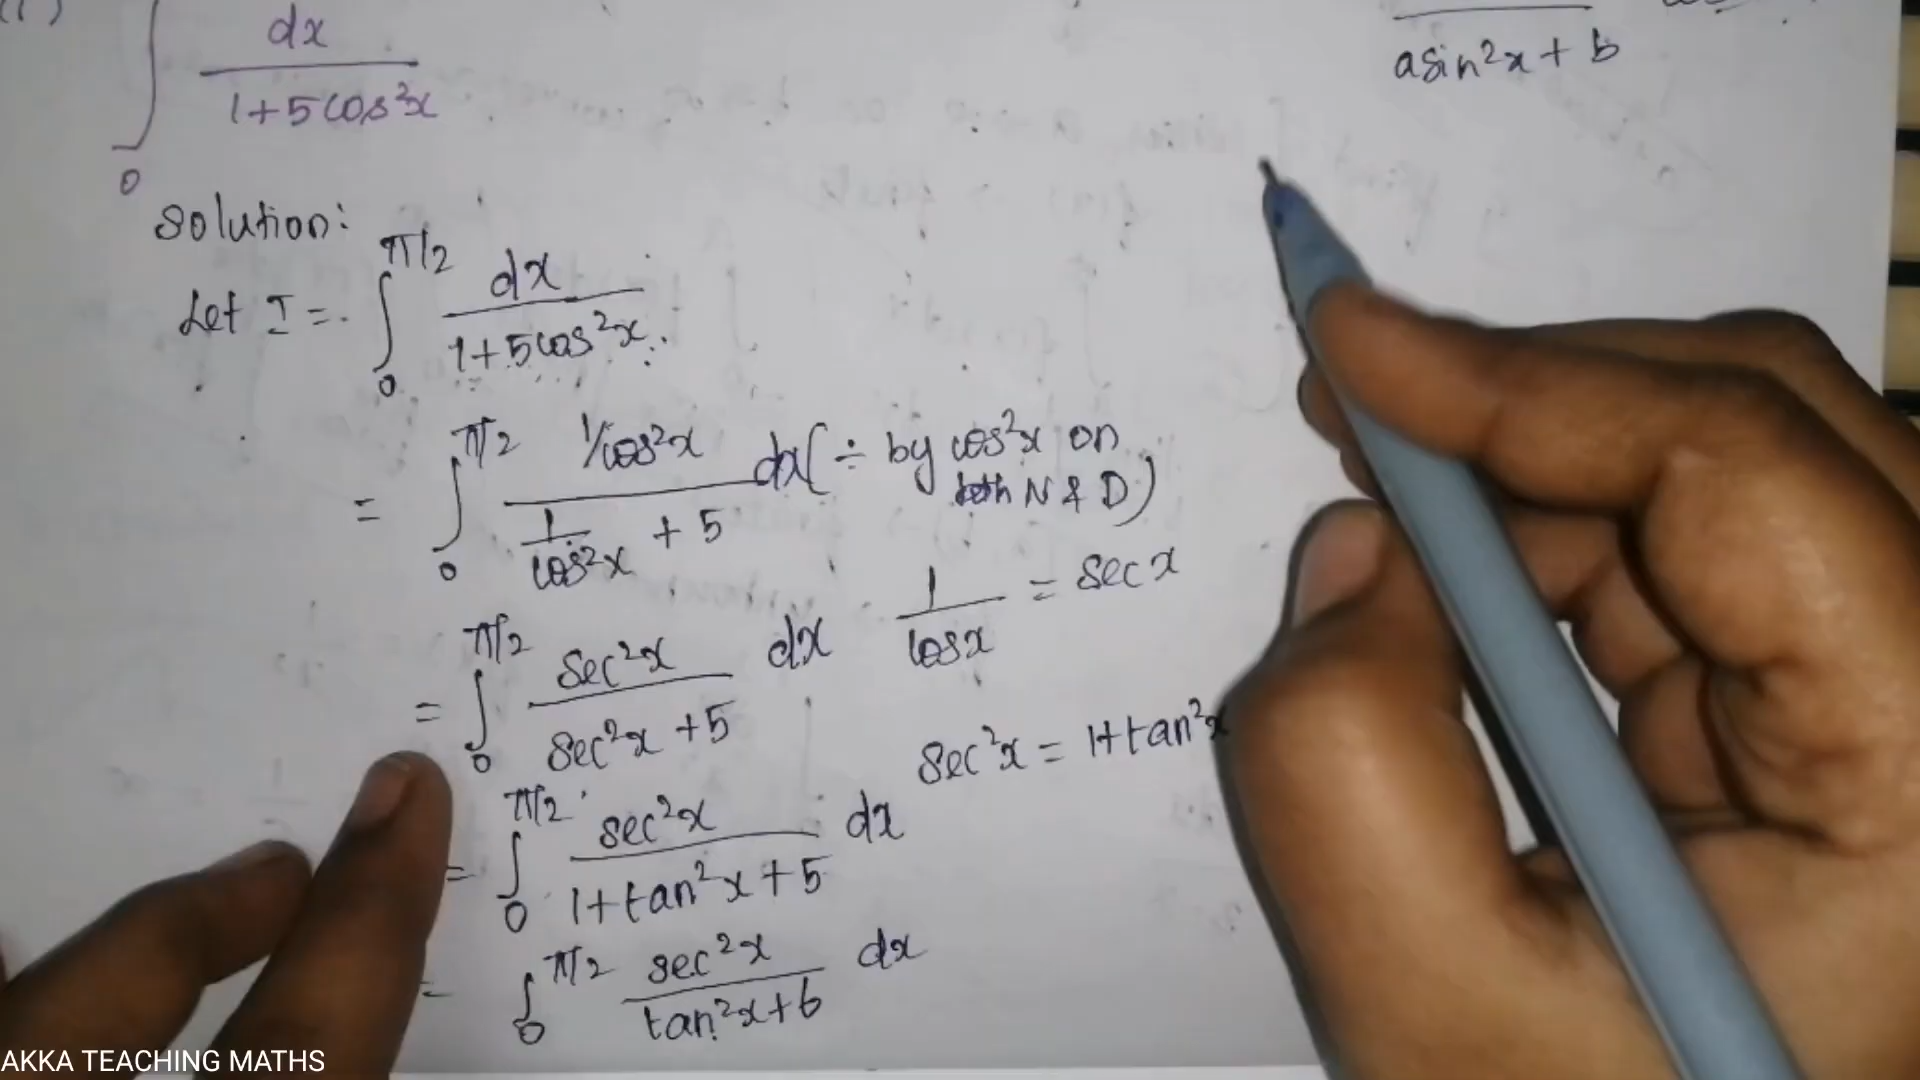 ∫₀ dx / 1+5cos²x
asin²x + b
Solution:
Let I = ∫₀^π/2 dx / 1+5cos²x
= ∫₀^π/2 1/cos²x / (1/cos²x + 5) dx (÷ by cos²x on both N & D)
1/cosx = secx
= ∫₀^π/2 sec²x / sec²x +5 dx
sec²x = 1+tan²x
= ∫₀^π/2 sec²x / 1+tan²x+5 dx
= ∫₀^π/2 sec²x / tan²x+6 dx
AKKA TEACHING MATHS